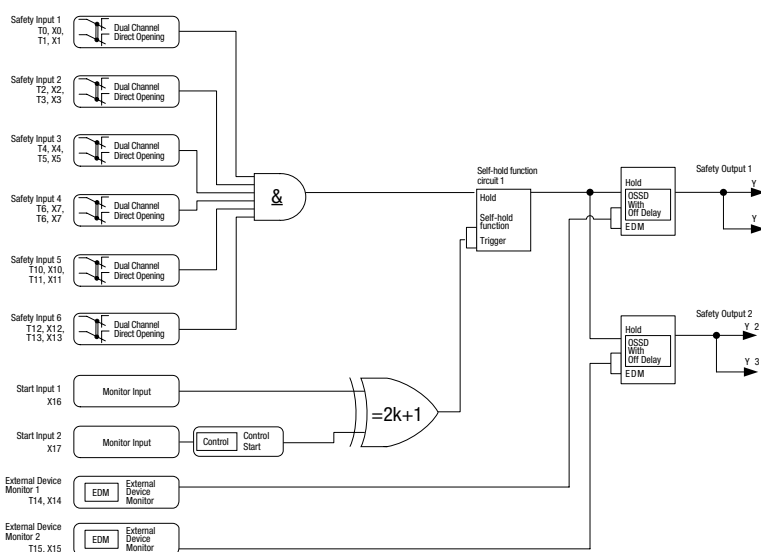 Safety Input 1
T0, X0,
T1, X1
Dual Channel
Direct Opening
Safety Input 2
T2, X2,
T3, X3
Dual Channel
Direct Opening
Safety Input 3
T4, X4,
T5, X5
Dual Channel
Direct Opening
Safety Input 4
T6, X7,
T6, X7
Dual Channel
Direct Opening
Safety Input 5
T10, X10,
T11, X11
Dual Channel
Direct Opening
Safety Input 6
T12, X12,
T13, X13
Dual Channel
Direct Opening
&
Self-hold function
circuit 1
Hold
Self-hold
function
Trigger
Hold
OSSD
With
Off Delay
EDM
Safety Output 1
Y
Y
Hold
OSSD
With
Off Delay
EDM
Safety Output 2
Y 2
Y 3
Start Input 1
X16
Monitor Input
=2k+1
Start Input 2
X17
Monitor Input
Control
Control
Start
External Device
Monitor 1
T14, X14
EDM
External
Device
Monitor
External Device
Monitor 2
T15, X15
EDM
External
Device
Monitor